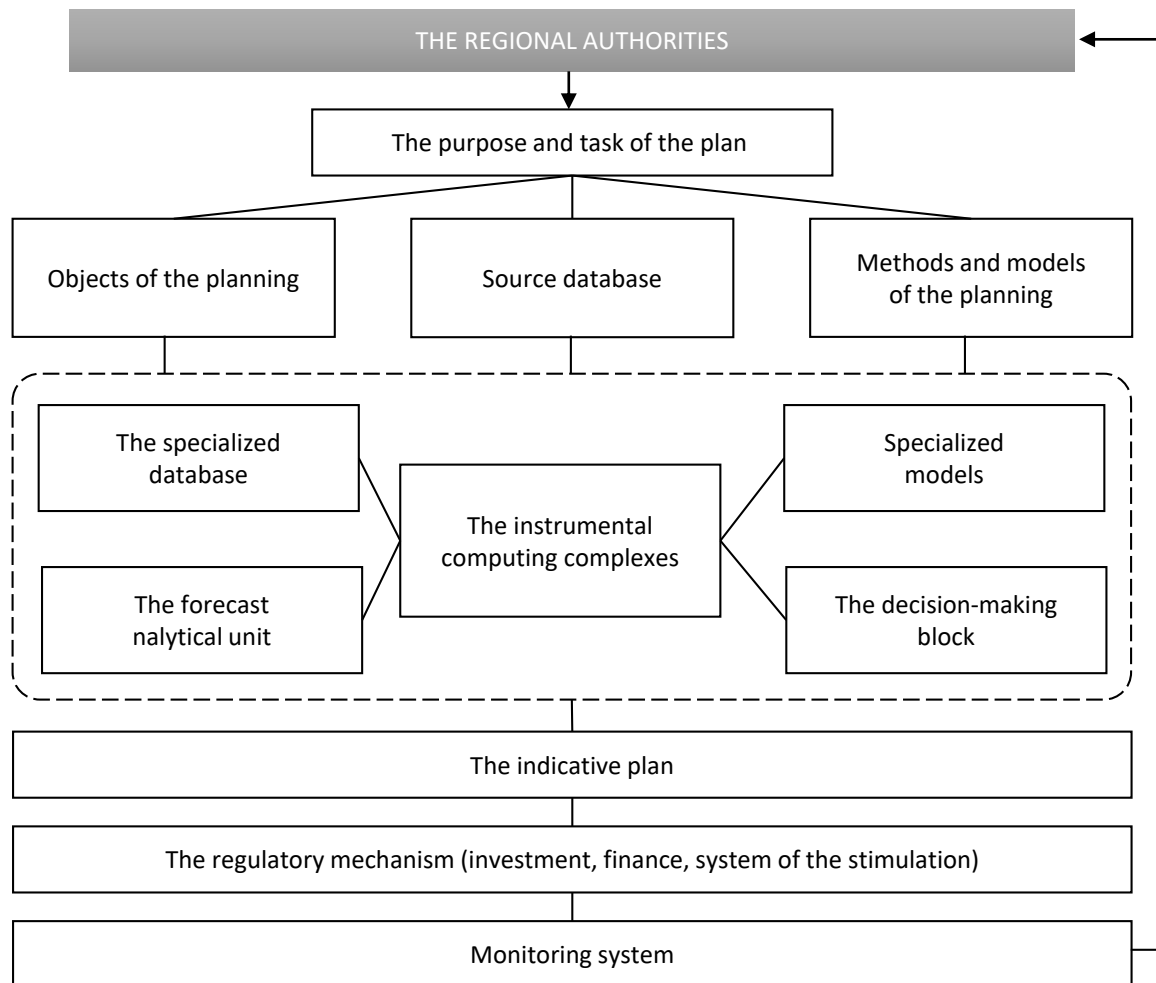 THE REGIONAL AUTHORITIES
The purpose and task of the plan
Objects of the planning
Source database
Methods and models
of the planning
The specialized
database
Specialized
models
The instrumental
computing complexes
The forecast
nalytical unit
The decision-making
block
The indicative plan
The regulatory mechanism (investment, finance, system of the stimulation)
Monitoring system